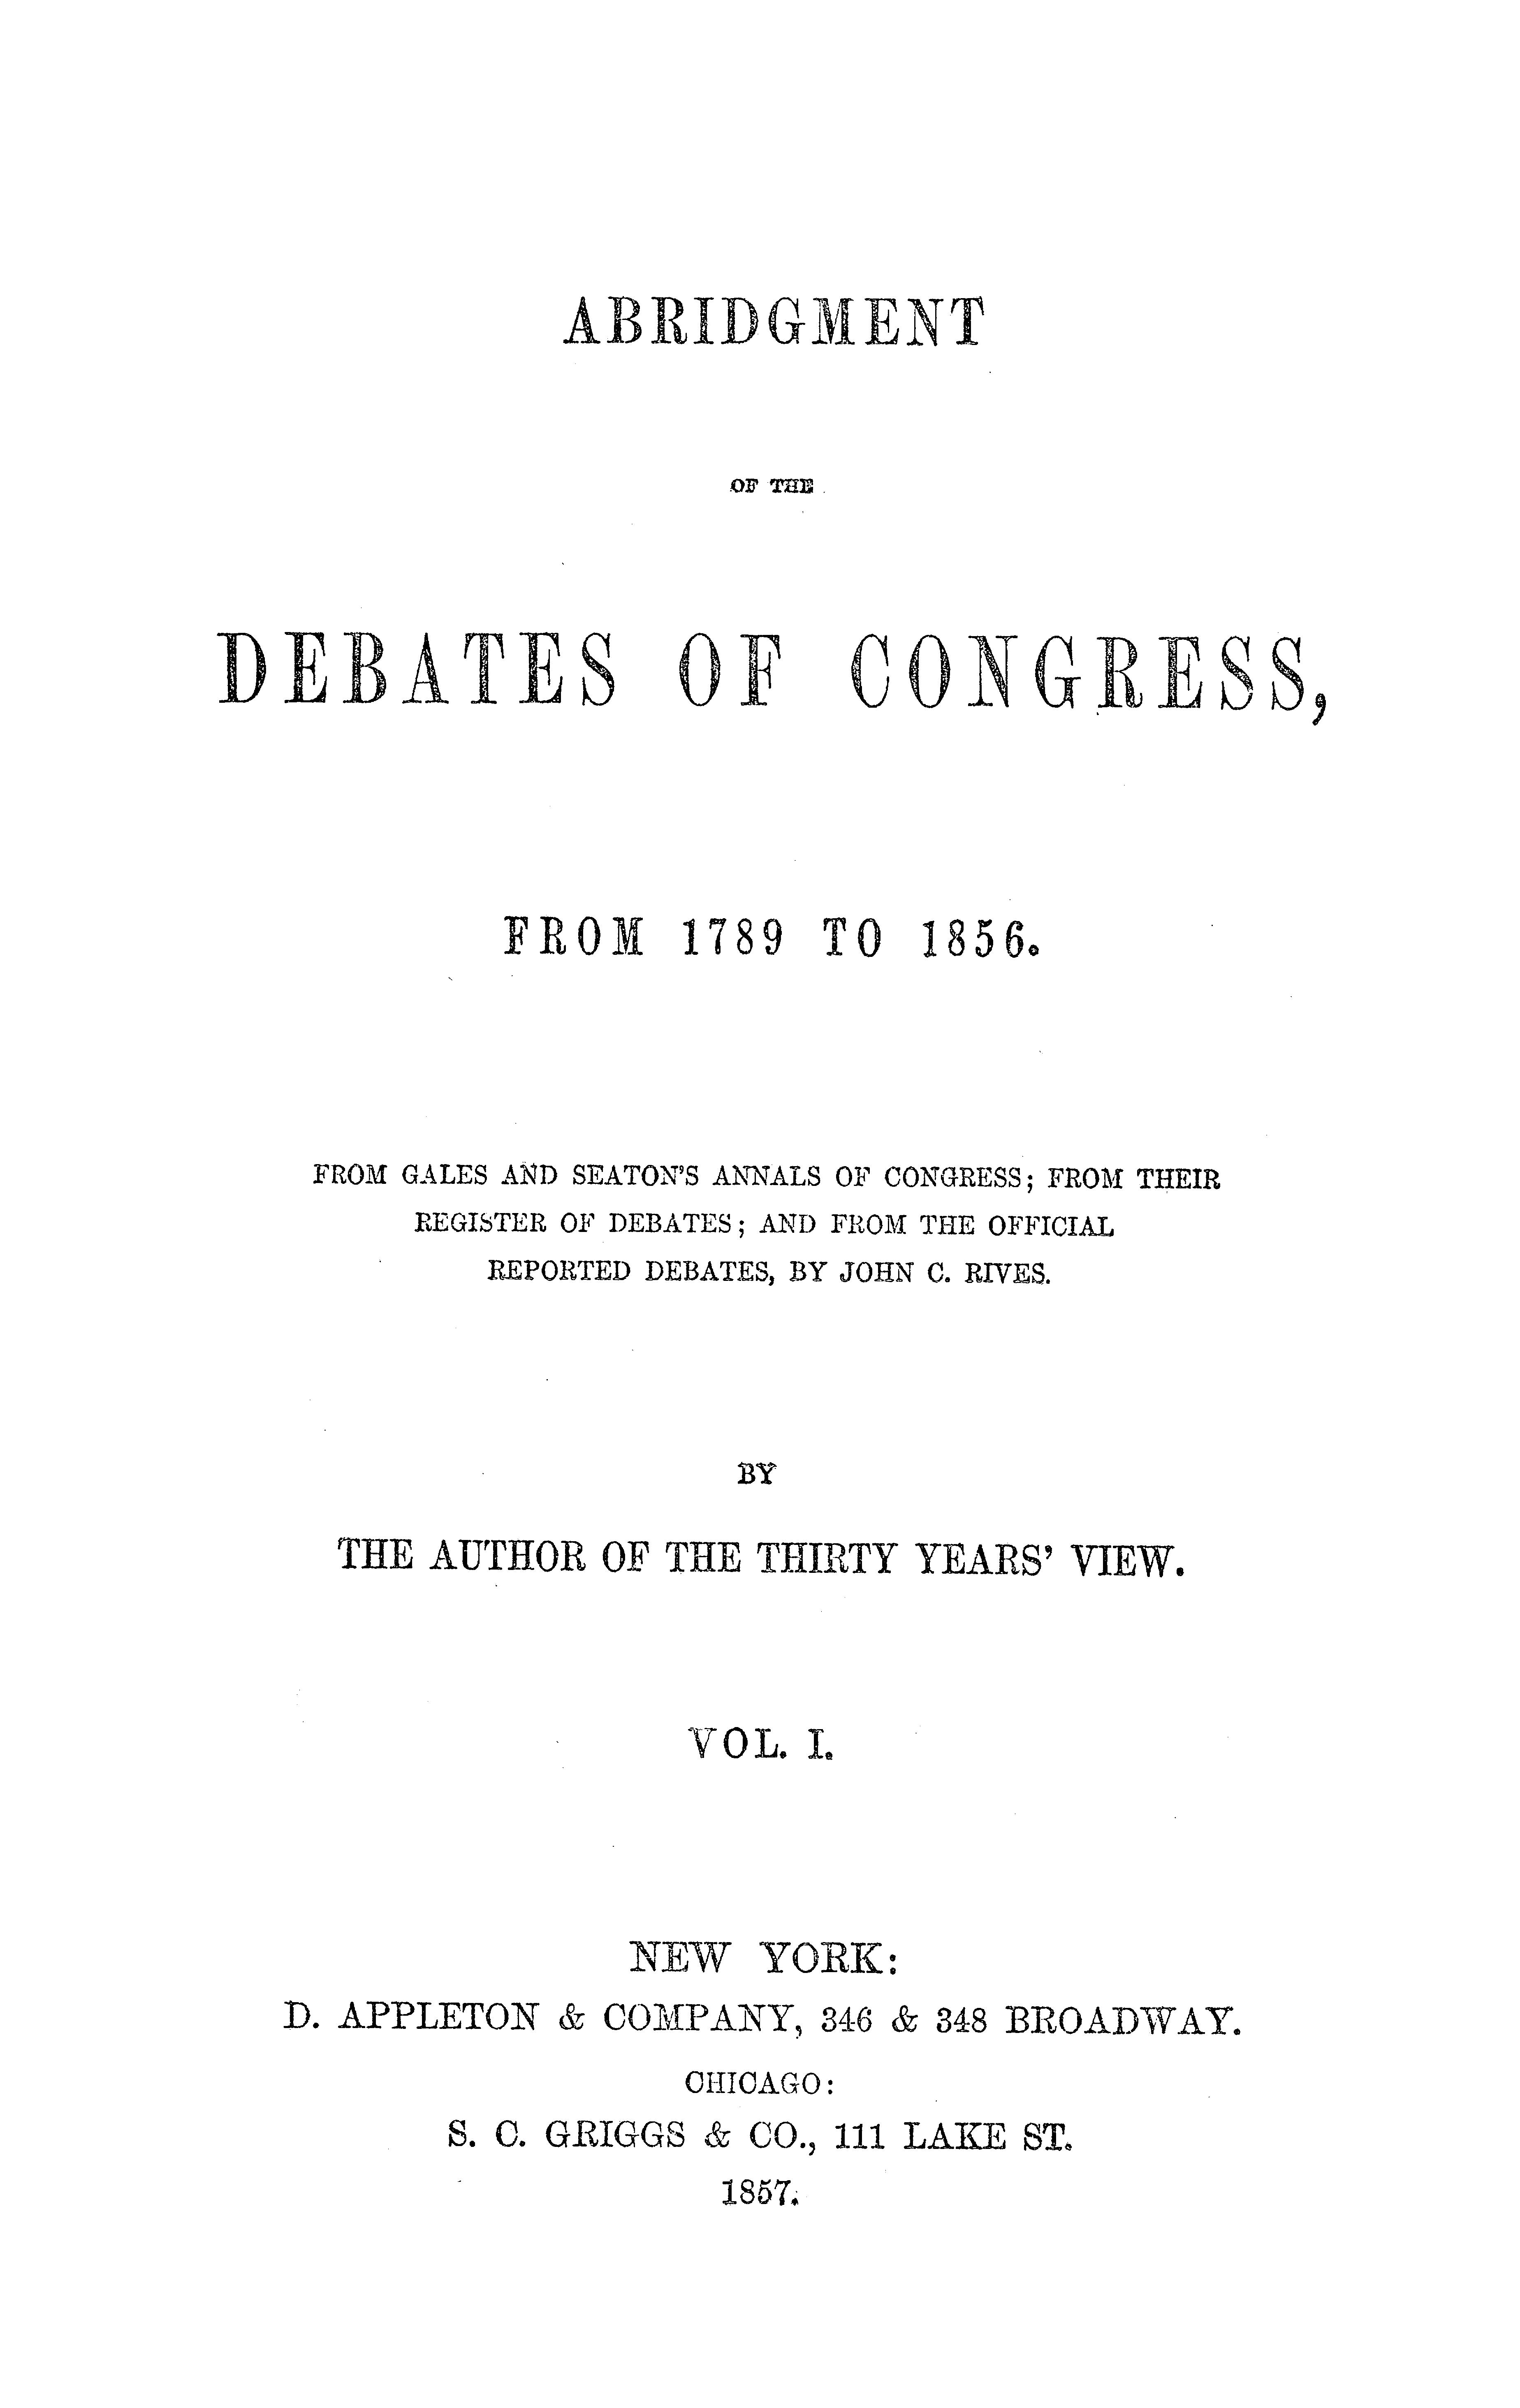 ABRIDGMENT
OF THE
DEBATES OF CONGRESS,
FROM 1789 TO 1856.
FROM GALES AND SEATON'S ANNALS OF CONGRESS; FROM THEIR
REGISTER OF DEBATES; AND FROM THE OFFICIAL
REPORTED DEBATES, BY JOHN C. RIVES.
BY
THE AUTHOR OF THE THIRTY YEARS' VIEW.
VOL. I.
NEW YORK:
D. APPLETON & COMPANY, 346 & 348 BROADWAY.
CHICAGO:
S. C. GRIGGS & CO., 111 LAKE ST.
1857.